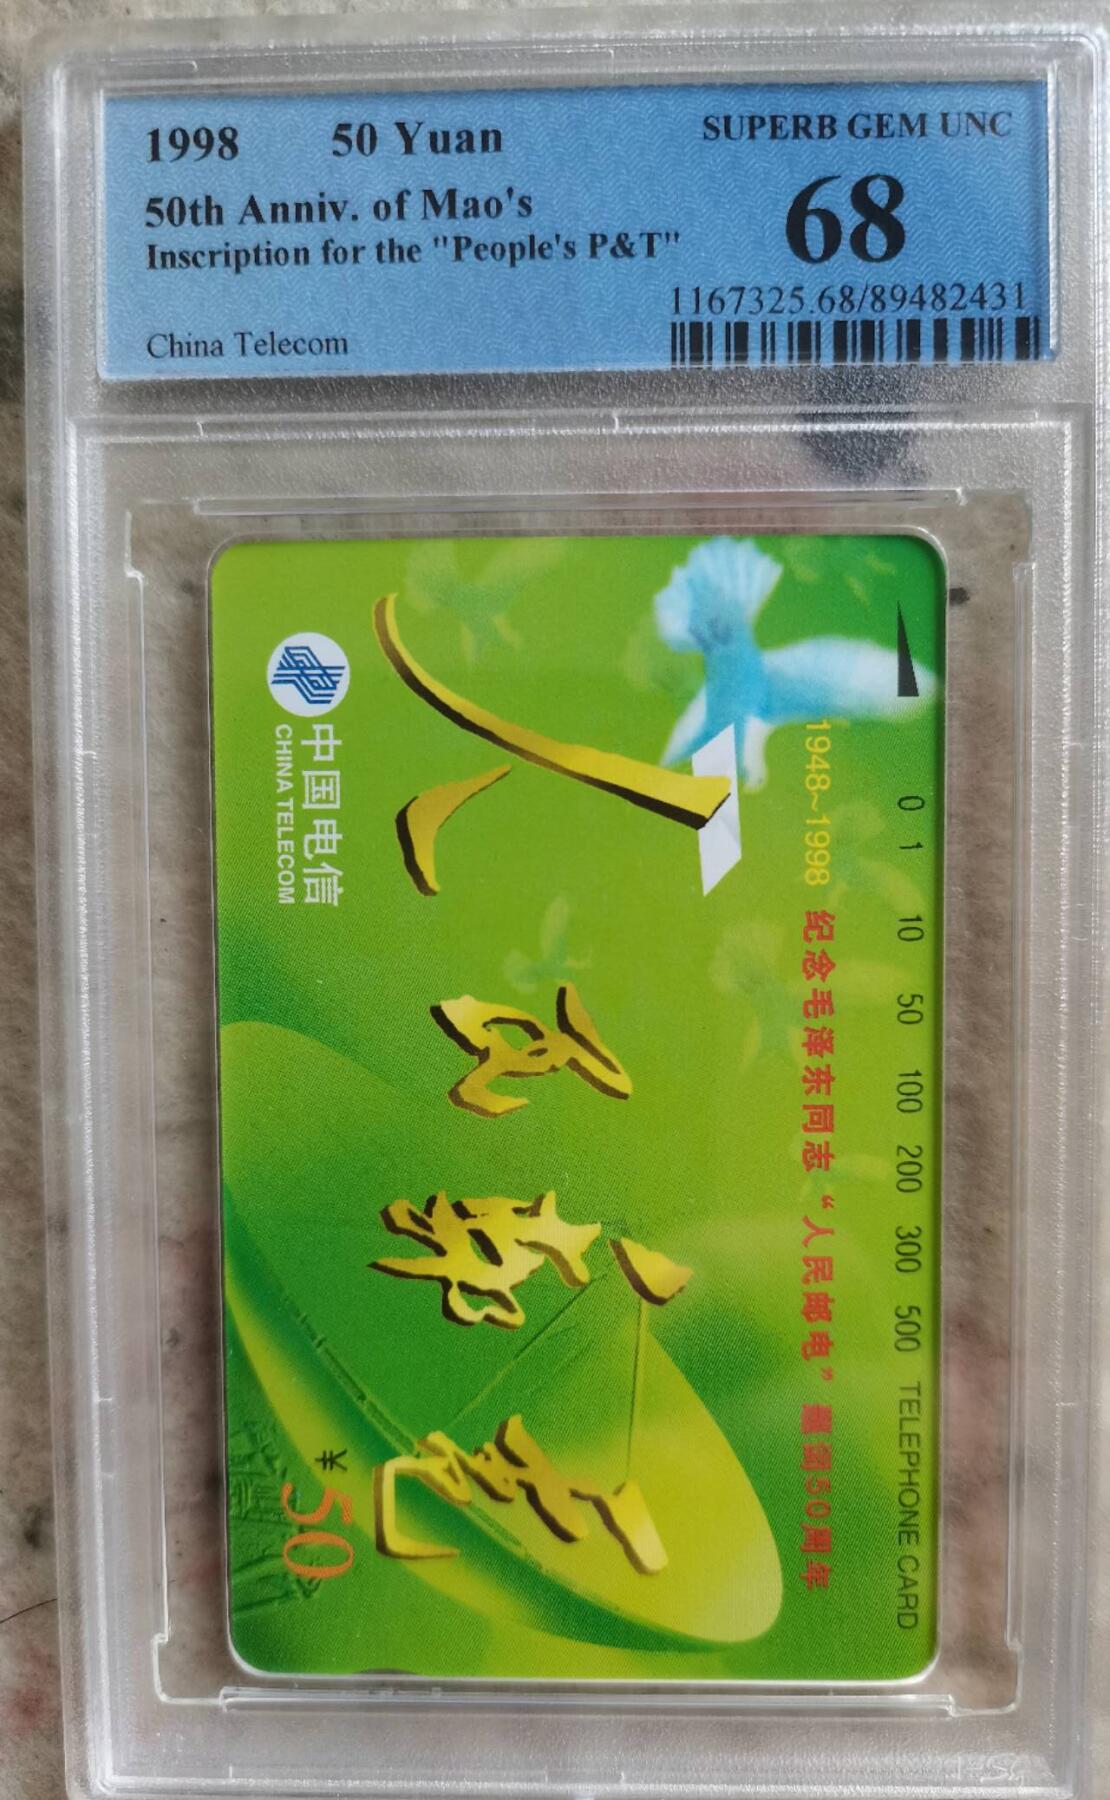 1998 50 Yuan
SUPERB GEM UNC
50th Anniv. of Mao's
68
Inscription for the "People's P&T"
1167325.68/89482431
China Telecom
0 1 10 50 100 200 300 500 TELEPHONE CARD
1948~1998 纪念毛泽东同志“人民邮电”题词50周年
人民邮电
中国电信
CHINA TELECOM
¥50